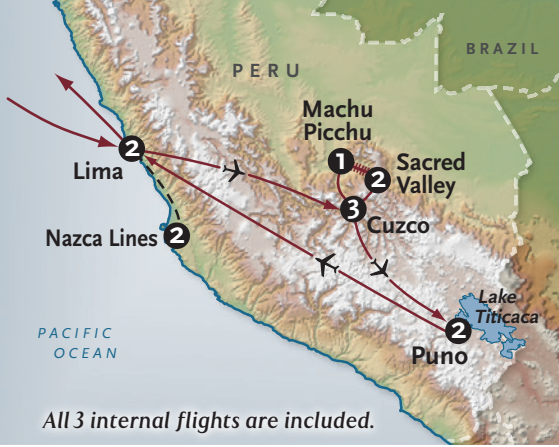 BRAZIL
PERU
Machu
Picchu
1
2
Sacred
Valley
2
Lima
3
Cuzco
Nazca Lines
2
Lake
Titicaca
2
Puno
PACIFIC
OCEAN
All 3 internal flights are included.